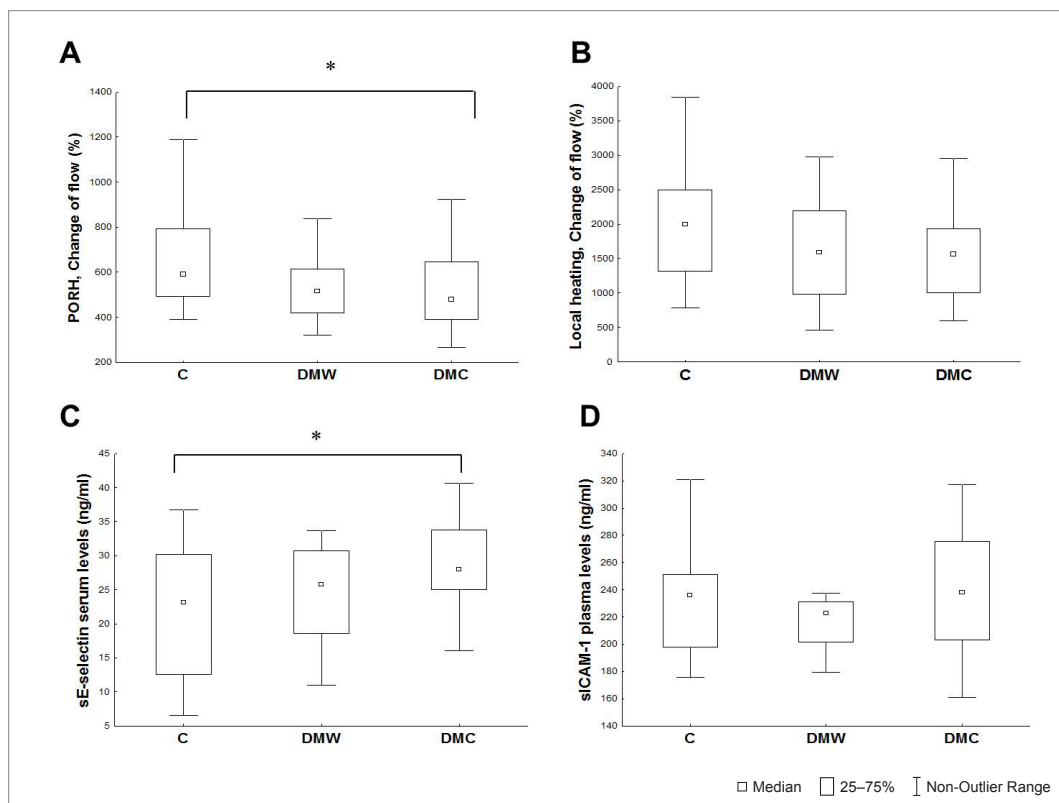 A
*
PORH, Change of flow (%)
1400
1200
1000
800
600
400
200
C DMW DMC
B
Local heating, Change of flow (%)
4000
3500
3000
2500
2000
1500
1000
500
0
C DMW DMC
C
*
sE-selectin serum levels (ng/ml)
45
40
35
30
25
20
15
10
5
C DMW DMC
D
sICAM-1 plasma levels (ng/ml)
340
320
300
280
260
240
220
200
180
160
140
C DMW DMC
Median 25–75% Non-Outlier Range